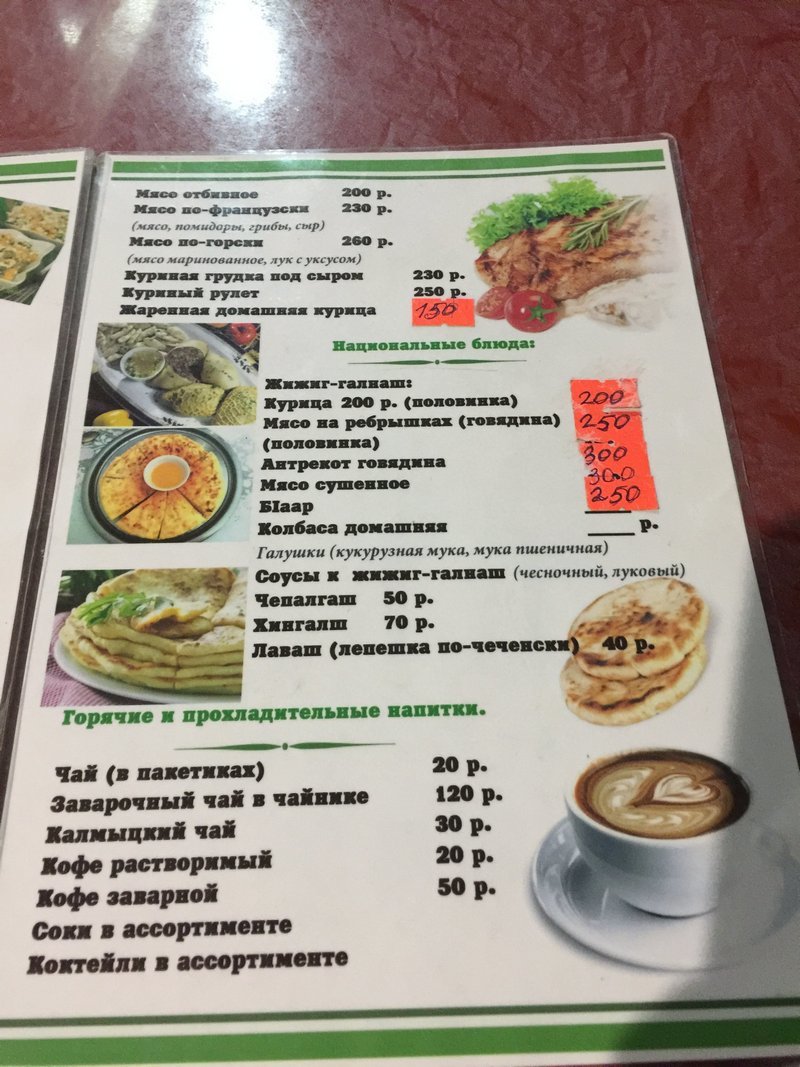 Мясо отбивное 200 р.
Мясо по-французски 230 р.
(мясо, помидоры, грибы, сыр)
Мясо по-горски 260 р.
(мясо маринованное, лук с уксусом)
Куриная грудка под сыром 230 р.
Куриный рулет 250 р.
Жаренная домашняя курица 150
Национальные блюда:
Жижиг-галнаш:
Курица 200 р. (половинка) 200
Мясо на ребрышках (говядина) 250
(половинка)
Антрекот говядина 300
Мясо сушенное 300
БIаар 250
Колбаса домашняя ____ р.
Галушки (кукурузная мука, мука пшеничная)
Соусы к жижиг-галнаш (чесночный, луковый)
Чепалгаш 50 р.
Хингалш 70 р.
Лаваш (лепешка по-чеченски) 40 р.
Горячие и прохладительные напитки.
Чай (в пакетиках) 20 р.
Заварочный чай в чайнике 120 р.
Калмыцкий чай 30 р.
Кофе растворимый 20 р.
Кофе заварной 50 р.
Соки в ассортименте
Коктейли в ассортименте